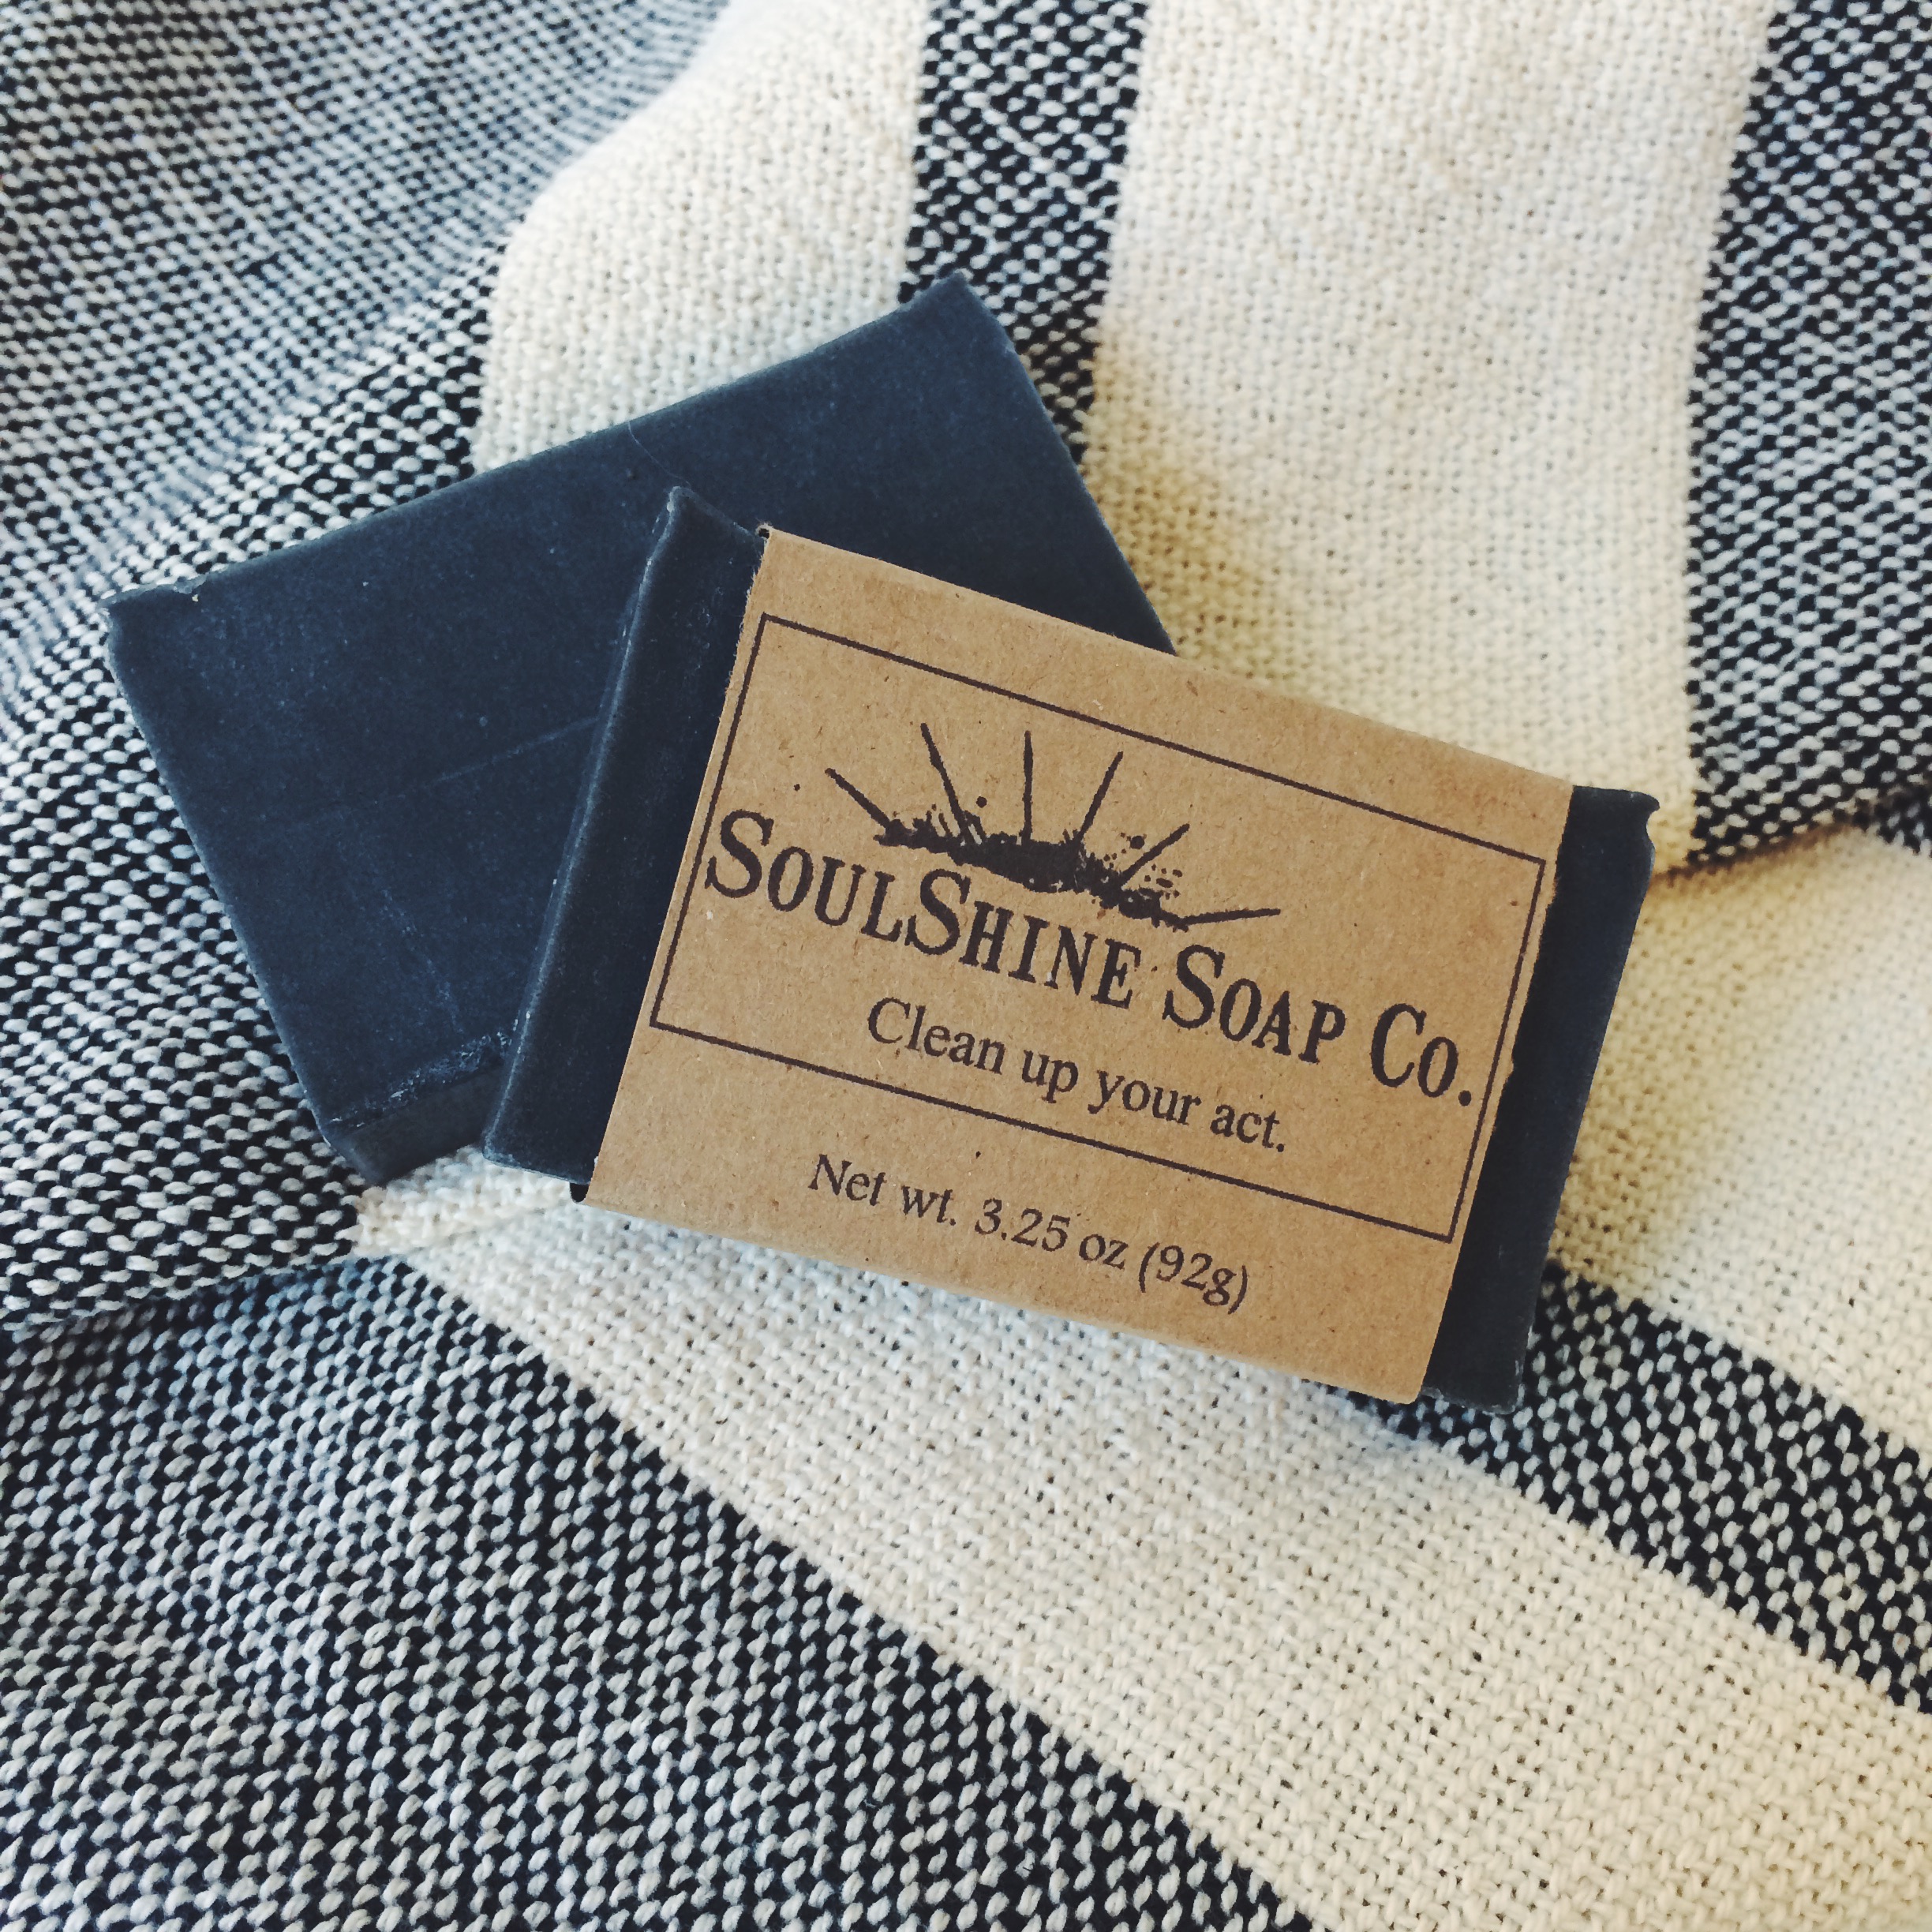 SoulShine Soap Co.
Clean up your act.
Net wt. 3.25 oz (92g)